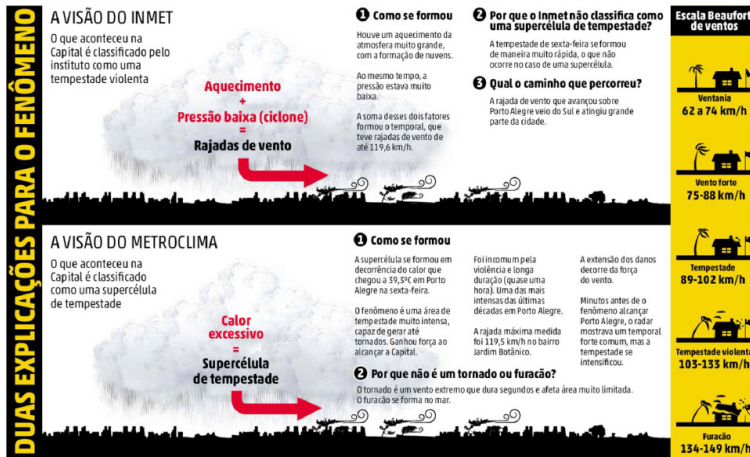 DUAS EXPLICAÇÕES PARA O FENÔMENO
A VISÃO DO INMET
O que aconteceu na
Capital é classificado pelo
instituto como uma
tempestade violenta
Aquecimento
+
Pressão baixa (ciclone)
=
Rajadas de vento
1 Como se formou
Houve um aquecimento da
atmosfera muito grande,
com a formação de nuvens.
Ao mesmo tempo, a
pressão estava muito
baixa.
A soma desses dois fatores
formou o temporal, que
teve rajadas de vento de
até 119,6 km/h.
2 Por que o Inmet não classifica como
uma supercélula de tempestade?
A tempestade de sexta-feira se formou
de maneira muito rápida, o que não
ocorre no caso de uma supercélula.
3 Qual o caminho que percorreu?
A rajada de vento que avançou sobre
Porto Alegre veio do Sul e atingiu grande
parte da cidade.
A VISÃO DO METROCLIMA
O que aconteceu na
Capital é classificado
como uma supercélula
de tempestade
Calor
excessivo
=
Supercélula
de tempestade
1 Como se formou
A supercélula se formou em
decorrência do calor que
chegou a 39,3ºC em Porto
Alegre na sexta-feira.
O fenômeno é uma área de
tempestade muito intensa,
capaz de gerar até
tornados. Ganhou força ao
alcançar a Capital.
Foi incomum pela
violência e longa
duração (quase uma
hora). Uma das mais
intensas das últimas
décadas em Porto Alegre.
A rajada máxima medida
foi 119,5 km/h no bairro
Jardim Botânico.
A extensão dos danos
decorre da força
do vento.
Minutos antes de o
fenômeno alcançar
Porto Alegre, o radar
mostrava um temporal
forte comum, mas a
tempestade se
intensificou.
2 Por que não é um tornado ou furacão?
O tornado é um vento extremo que dura segundos e afeta área muito limitada.
O furacão se forma no mar.
Escala Beaufort
de ventos
Ventania
62 a 74 km/h
Vento forte
75-88 km/h
Tempestade
89-102 km/h
Tempestade violenta
103-133 km/h
Furacão
134-149 km/h